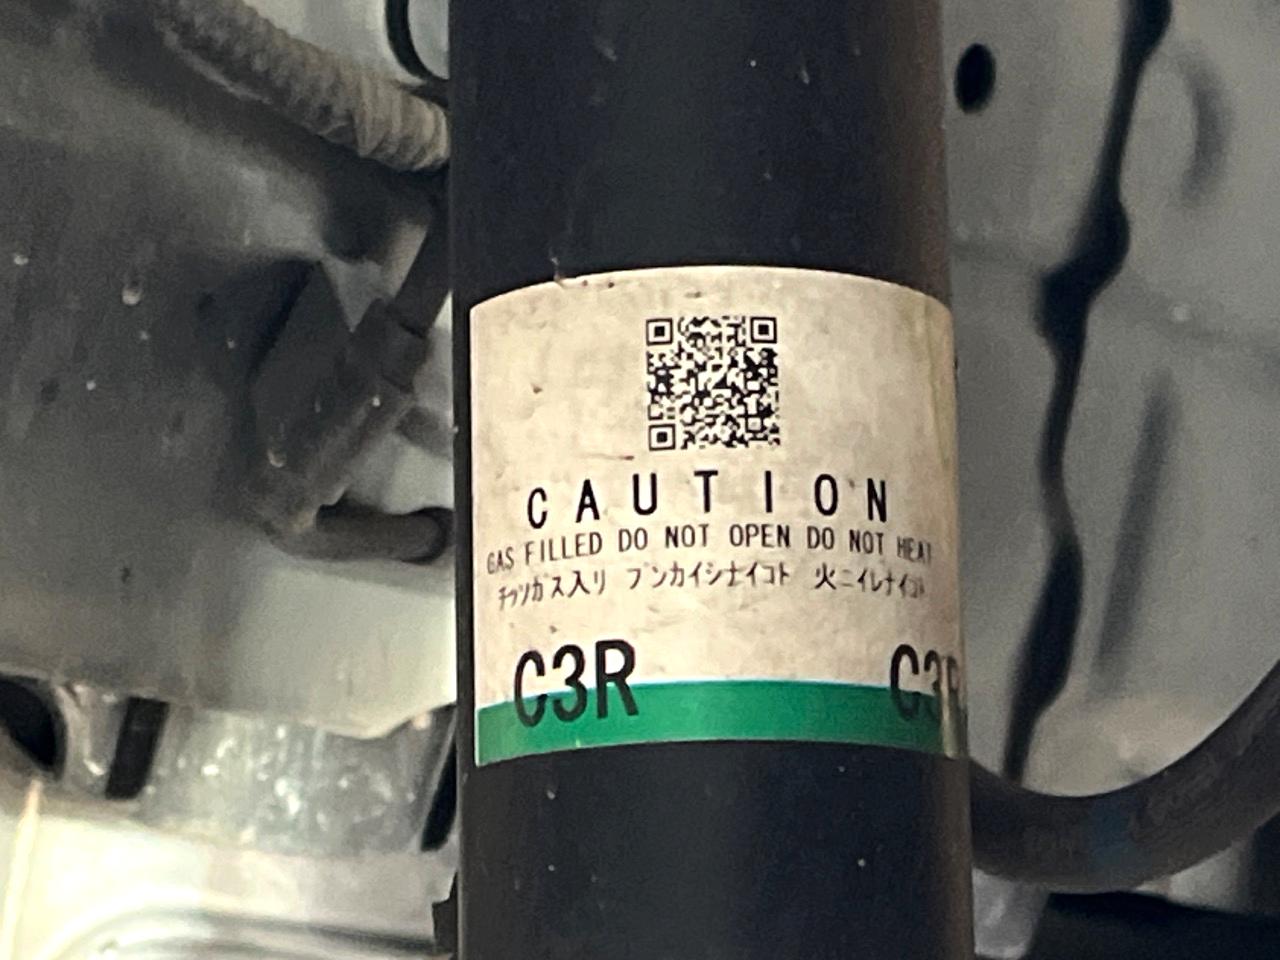 CAUTION
GAS FILLED DO NOT OPEN DO NOT HEAT
チッソガス入リ ブンカイシナイコト 火ニイレナイコト
C3R C3R